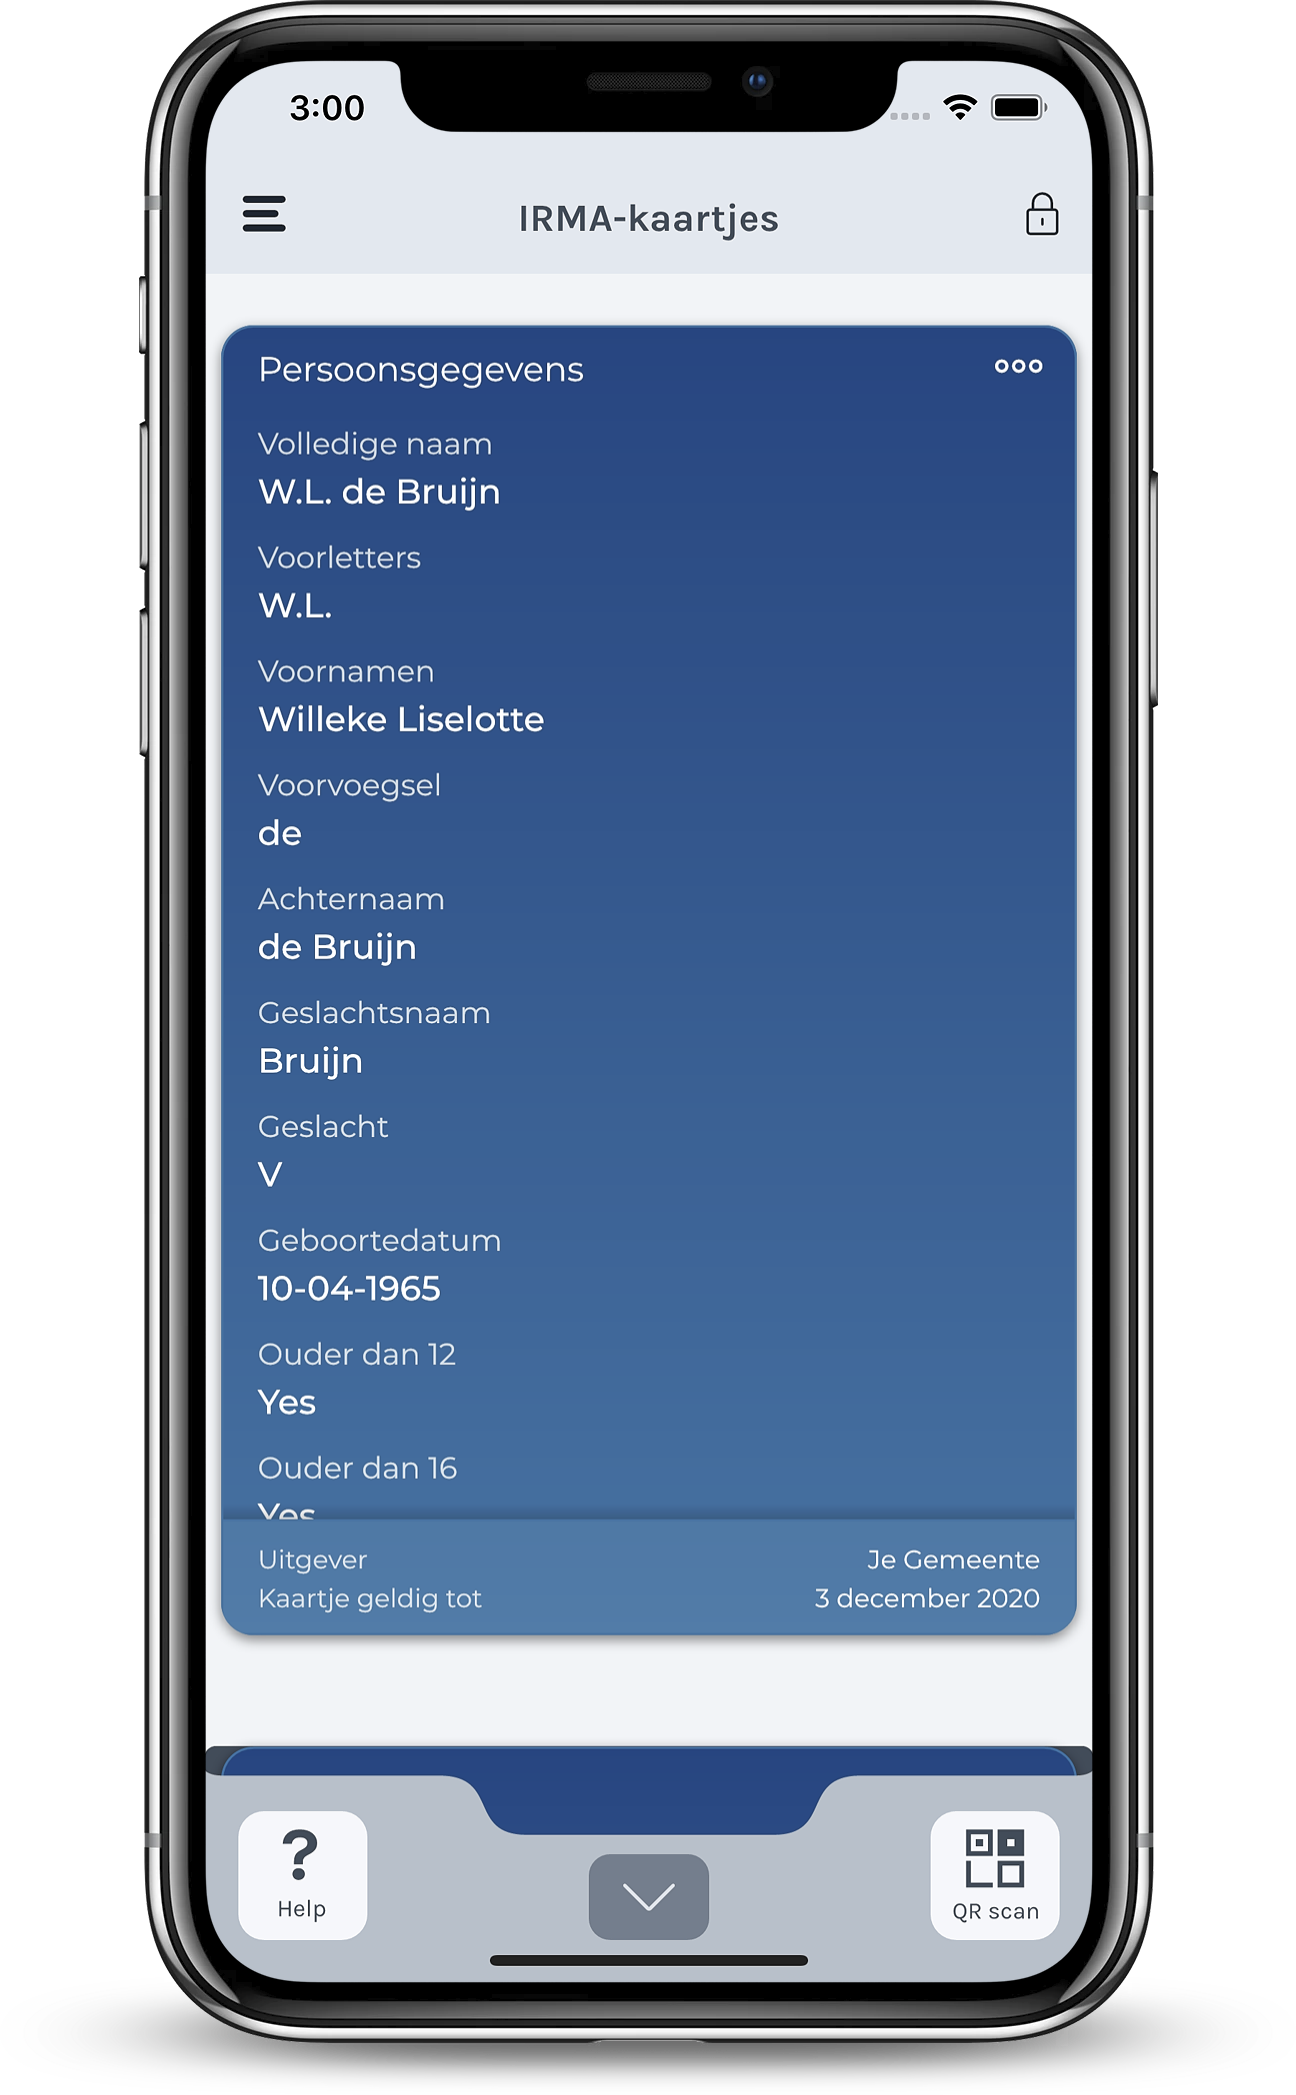 3:00
IRMA-kaartjes
Persoonsgegevens
Volledige naam
W.L. de Bruijn
Voorletters
W.L.
Voornamen
Willeke Liselotte
Voorvoegsel
de
Achternaam
de Bruijn
Geslachtsnaam
Bruijn
Geslacht
V
Geboortedatum
10-04-1965
Ouder dan 12
Yes
Ouder dan 16
Yes
Uitgever Je Gemeente
Kaartje geldig tot 3 december 2020
? Help
QR scan